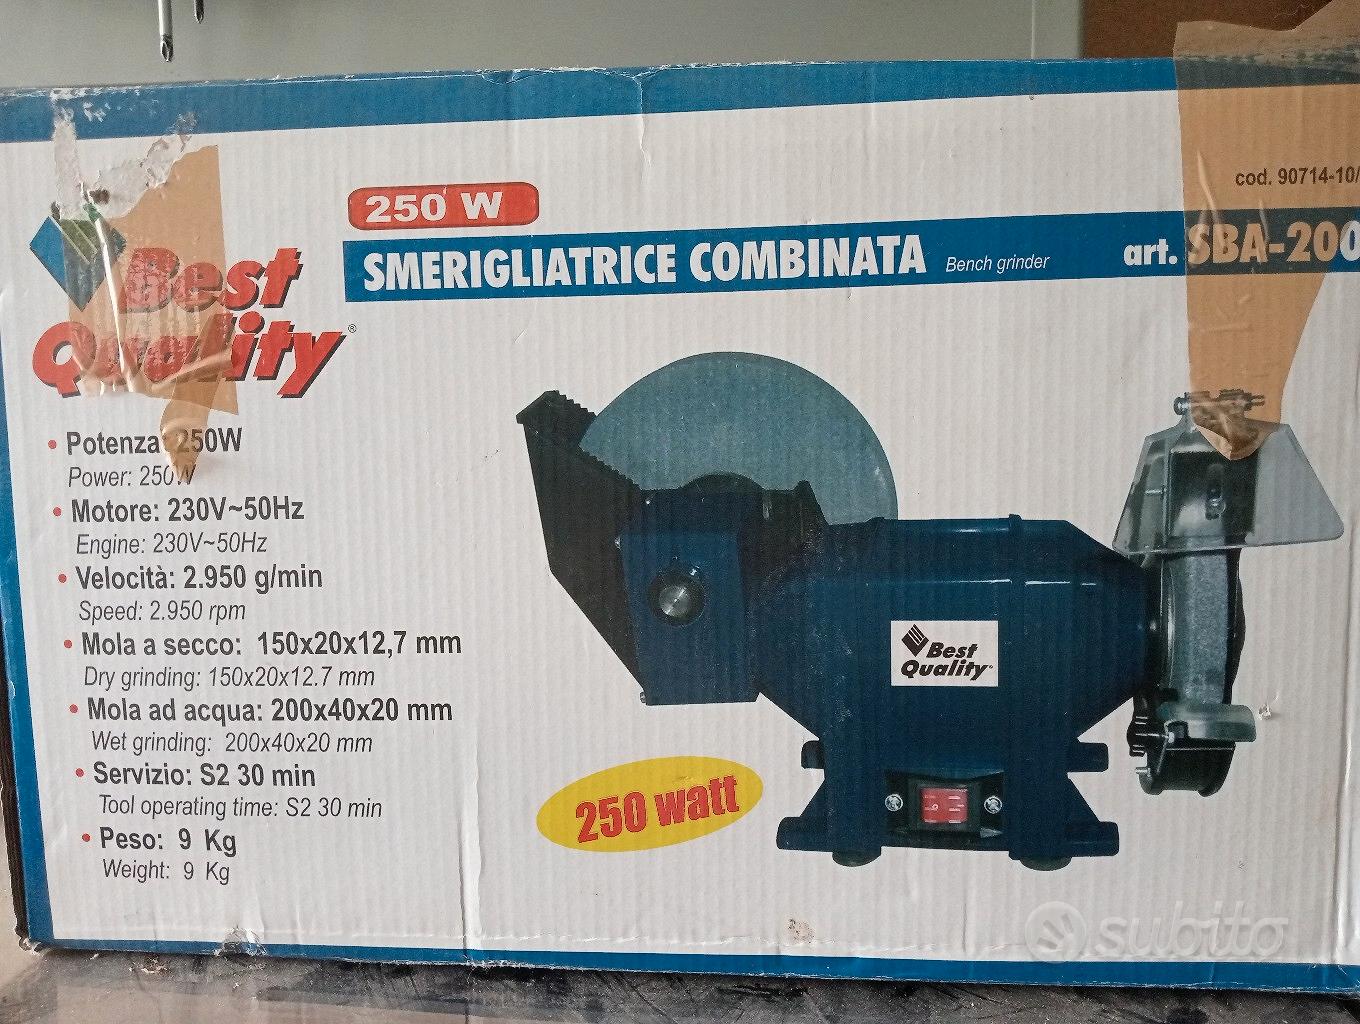 cod. 90714-10/
250 W
SMERIGLIATRICE COMBINATA Bench grinder art. SBA-200
Best
Quality®
• Potenza: 250W
Power: 250W
• Motore: 230V~50Hz
Engine: 230V~50Hz
• Velocità: 2.950 g/min
Speed: 2.950 rpm
• Mola a secco: 150x20x12,7 mm
Dry grinding: 150x20x12.7 mm
• Mola ad acqua: 200x40x20 mm
Wet grinding: 200x40x20 mm
• Servizio: S2 30 min
Tool operating time: S2 30 min
• Peso: 9 Kg
Weight: 9 Kg
Best
Quality
250 watt
subito